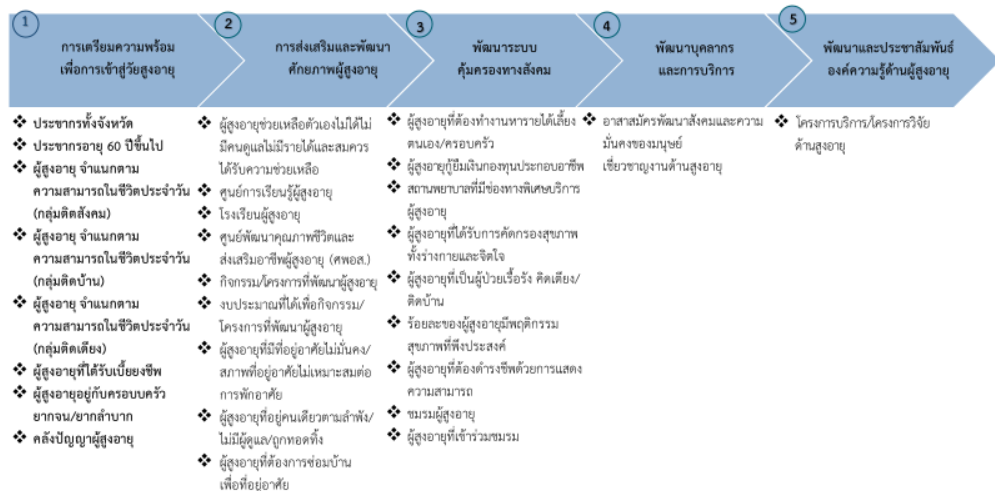 1
การเตรียมความพร้อม
เพื่อการเข้าสู่วัยสูงอายุ
❖ ประชากรทั้งจังหวัด
❖ ประชากรอายุ 60 ปีขึ้นไป
❖ ผู้สูงอายุ จำแนกตาม
ความสามารถในชีวิตประจำวัน
(กลุ่มติดสังคม)
❖ ผู้สูงอายุ จำแนกตาม
ความสามารถในชีวิตประจำวัน
(กลุ่มติดบ้าน)
❖ ผู้สูงอายุ จำแนกตาม
ความสามารถในชีวิตประจำวัน
(กลุ่มติดเตียง)
❖ ผู้สูงอายุที่ได้รับเบี้ยยงชีพ
❖ ผู้สูงอายุอยู่กับครอบบครัว
ยากจน/ยากลำบาก
❖ คลังปัญญาผู้สูงอายุ
2
การส่งเสริมและพัฒนา
ศักยภาพผู้สูงอายุ
❖ ผู้สูงอายุช่วยเหลือตัวเองไม่ได้ไม่
มีคนดูแลไม่มีรายได้และสมควร
ได้รับความช่วยเหลือ
❖ ศูนย์การเรียนรู้ผู้สูงอายุ
❖ โรงเรียนผู้สูงอายุ
❖ ศูนย์พัฒนาคุณภาพชีวิตและ
ส่งเสริมอาชีพผู้สูงอายุ (ศพอส.)
❖ กิจกรรม/โครงการที่พัฒนาผู้สูงอายุ
❖ งบประมาณที่ได้เพื่อกิจกรรม/
โครงการที่พัฒนาผู้สูงอายุ
❖ ผู้สูงอายุที่มีที่อยู่อาศัยไม่มั่นคง/
สภาพที่อยู่อาศัยไม่เหมาะสมต่อ
การพักอาศัย
❖ ผู้สูงอายุที่อยู่คนเดียวตามลำพัง/
ไม่มีผู้ดูแล/ถูกทอดทิ้ง
❖ ผู้สูงอายุที่ต้องการซ่อมบ้าน
เพื่อที่อยู่อาศัย
3
พัฒนาระบบ
คุ้มครองทางสังคม
❖ ผู้สูงอายุที่ต้องทำงานหารายได้เลี้ยง
ตนเอง/ครอบครัว
❖ ผู้สูงอายุกู้ยืมเงินกองทุนประกอบอาชีพ
❖ สถานพยาบาลที่มีช่องทางพิเศษบริการ
ผู้สูงอายุ
❖ ผู้สูงอายุที่ได้รับการคัดกรองสุขภาพ
ทั้งร่างกายและจิตใจ
❖ ผู้สูงอายุที่เป็นผู้ป่วยเรื้อรัง คิดเตียง/
ติดบ้าน
❖ ร้อยละของผู้สูงอายุมีพฤติกรรม
สุขภาพที่พึงประสงค์
❖ ผู้สูงอายุที่ต้องดำรงชีพด้วยการแสดง
ความสามารถ
❖ ชมรมผู้สูงอายุ
❖ ผู้สูงอายุที่เข้าร่วมชมรม
4
พัฒนาบุคลากร
และการบริการ
❖ อาสาสมัครพัฒนาสังคมและความ
มั่นคงของมนุษย์
เชี่ยวชาญงานด้านสูงอายุ
5
พัฒนาและประชาสัมพันธ์
องค์ความรู้ด้านผู้สูงอายุ
❖ โครงการบริการ/โครงการวิจัย
ด้านสูงอายุ